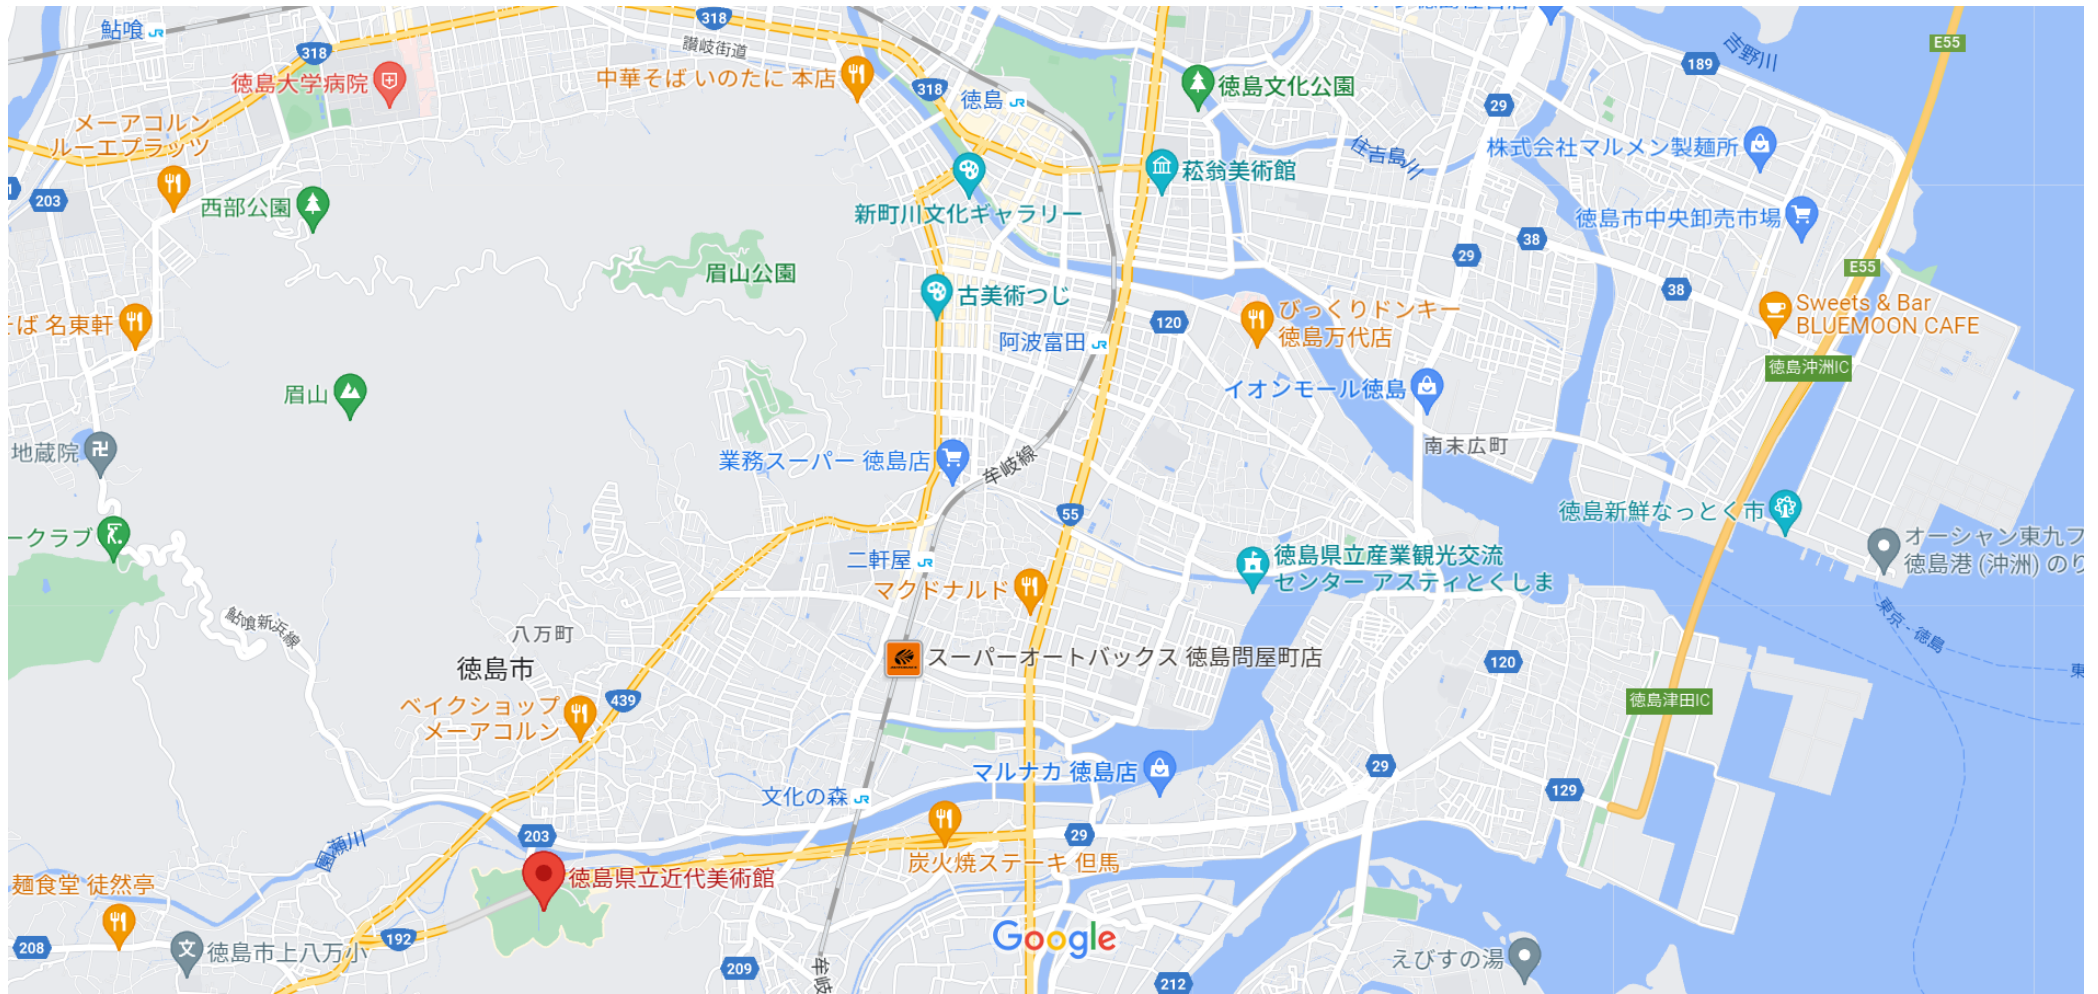 鮎喰 JR
318
讃岐街道
318
徳島大学病院
中華そば いのたに 本店
318
徳島 JR
徳島文化公園
E55
吉野川
189
29
メーアコルン
ルーエプラッツ
203
西部公園
新町川文化ギャラリー
菘翁美術館
住吉島川
株式会社マルメン製麺所
徳島市中央卸売市場
38
29
E55
38
眉山公園
古美術つじ
そば 名東軒
120
びっくりドンキー
徳島万代店
Sweets & Bar
BLUEMOON CAFE
阿波富田 JR
徳島沖洲IC
眉山
イオンモール徳島
地蔵院
業務スーパー 徳島店
牟岐線
南末広町
55
徳島新鮮なっとく市
ークラブ
オーシャン東九フ
徳島港 (沖洲) のり
二軒屋 JR
徳島県立産業観光交流
センター アスティとくしま
マクドナルド
鮎喰新浜線
八万町
東京 - 徳島
徳島市
スーパーオートバックス 徳島問屋町店
120
東
439
徳島津田IC
ベイクショップ
メーアコルン
マルナカ 徳島店
29
文化の森 JR
129
203
園瀬川
29
炭火焼ステーキ 但馬
徳島県立近代美術館
麺食堂 徒然亭
192
Google
208
徳島市上八万小
209
牟岐
212
えびすの湯